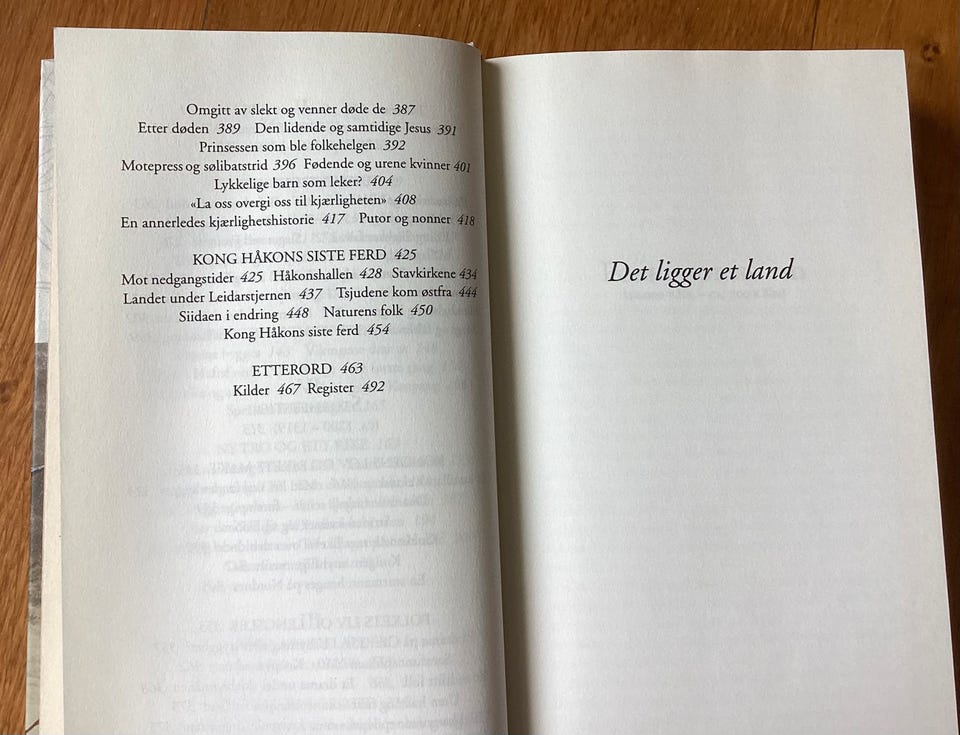 Omgitt av slekt og venner døde de 387
Etter døden 389 Den lidende og samtidige Jesus 391
Prinsessen som ble folkehelgen 392
Motepress og sølibatstrid 396 Fødende og urene kvinner 401
Lykkelige barn som leker? 404
«La oss overgi oss til kjærligheten» 408
En annerledes kjærlighetshistorie 417 Putor og nonner 418
KONG HÅKONS SISTE FERD 425
Mot nedgangstider 425 Håkonshallen 428 Stavkirkene 434
Landet under Leidarstjernen 437 Tsjudene kom østfra 444
Siidaen i endring 448 Naturens folk 450
Kong Håkons siste ferd 454
ETTERORD 463
Kilder 467 Register 492
Det ligger et land